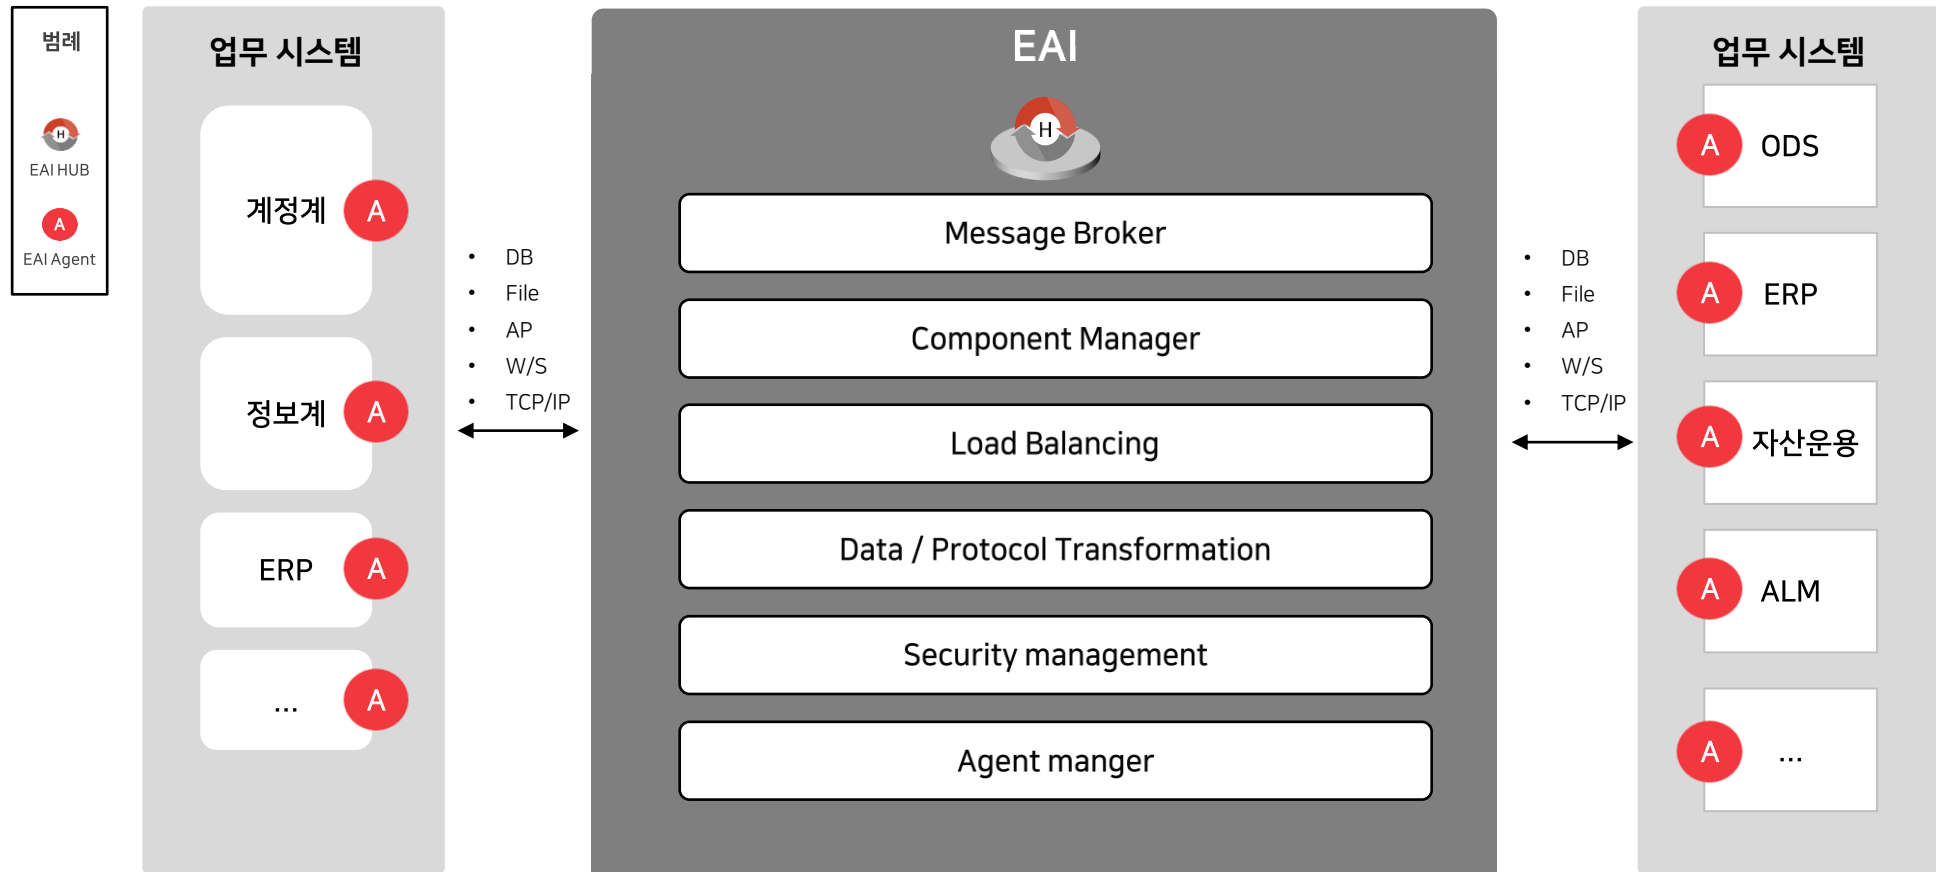 범례
H
EAI HUB
A
EAI Agent
업무 시스템
계정계
A
정보계
A
ERP
A
...
A
• DB
• File
• AP
• W/S
• TCP/IP
EAI
H
Message Broker
Component Manager
Load Balancing
Data / Protocol Transformation
Security management
Agent manger
• DB
• File
• AP
• W/S
• TCP/IP
업무 시스템
A
ODS
A
ERP
A
자산운용
A
ALM
A
...